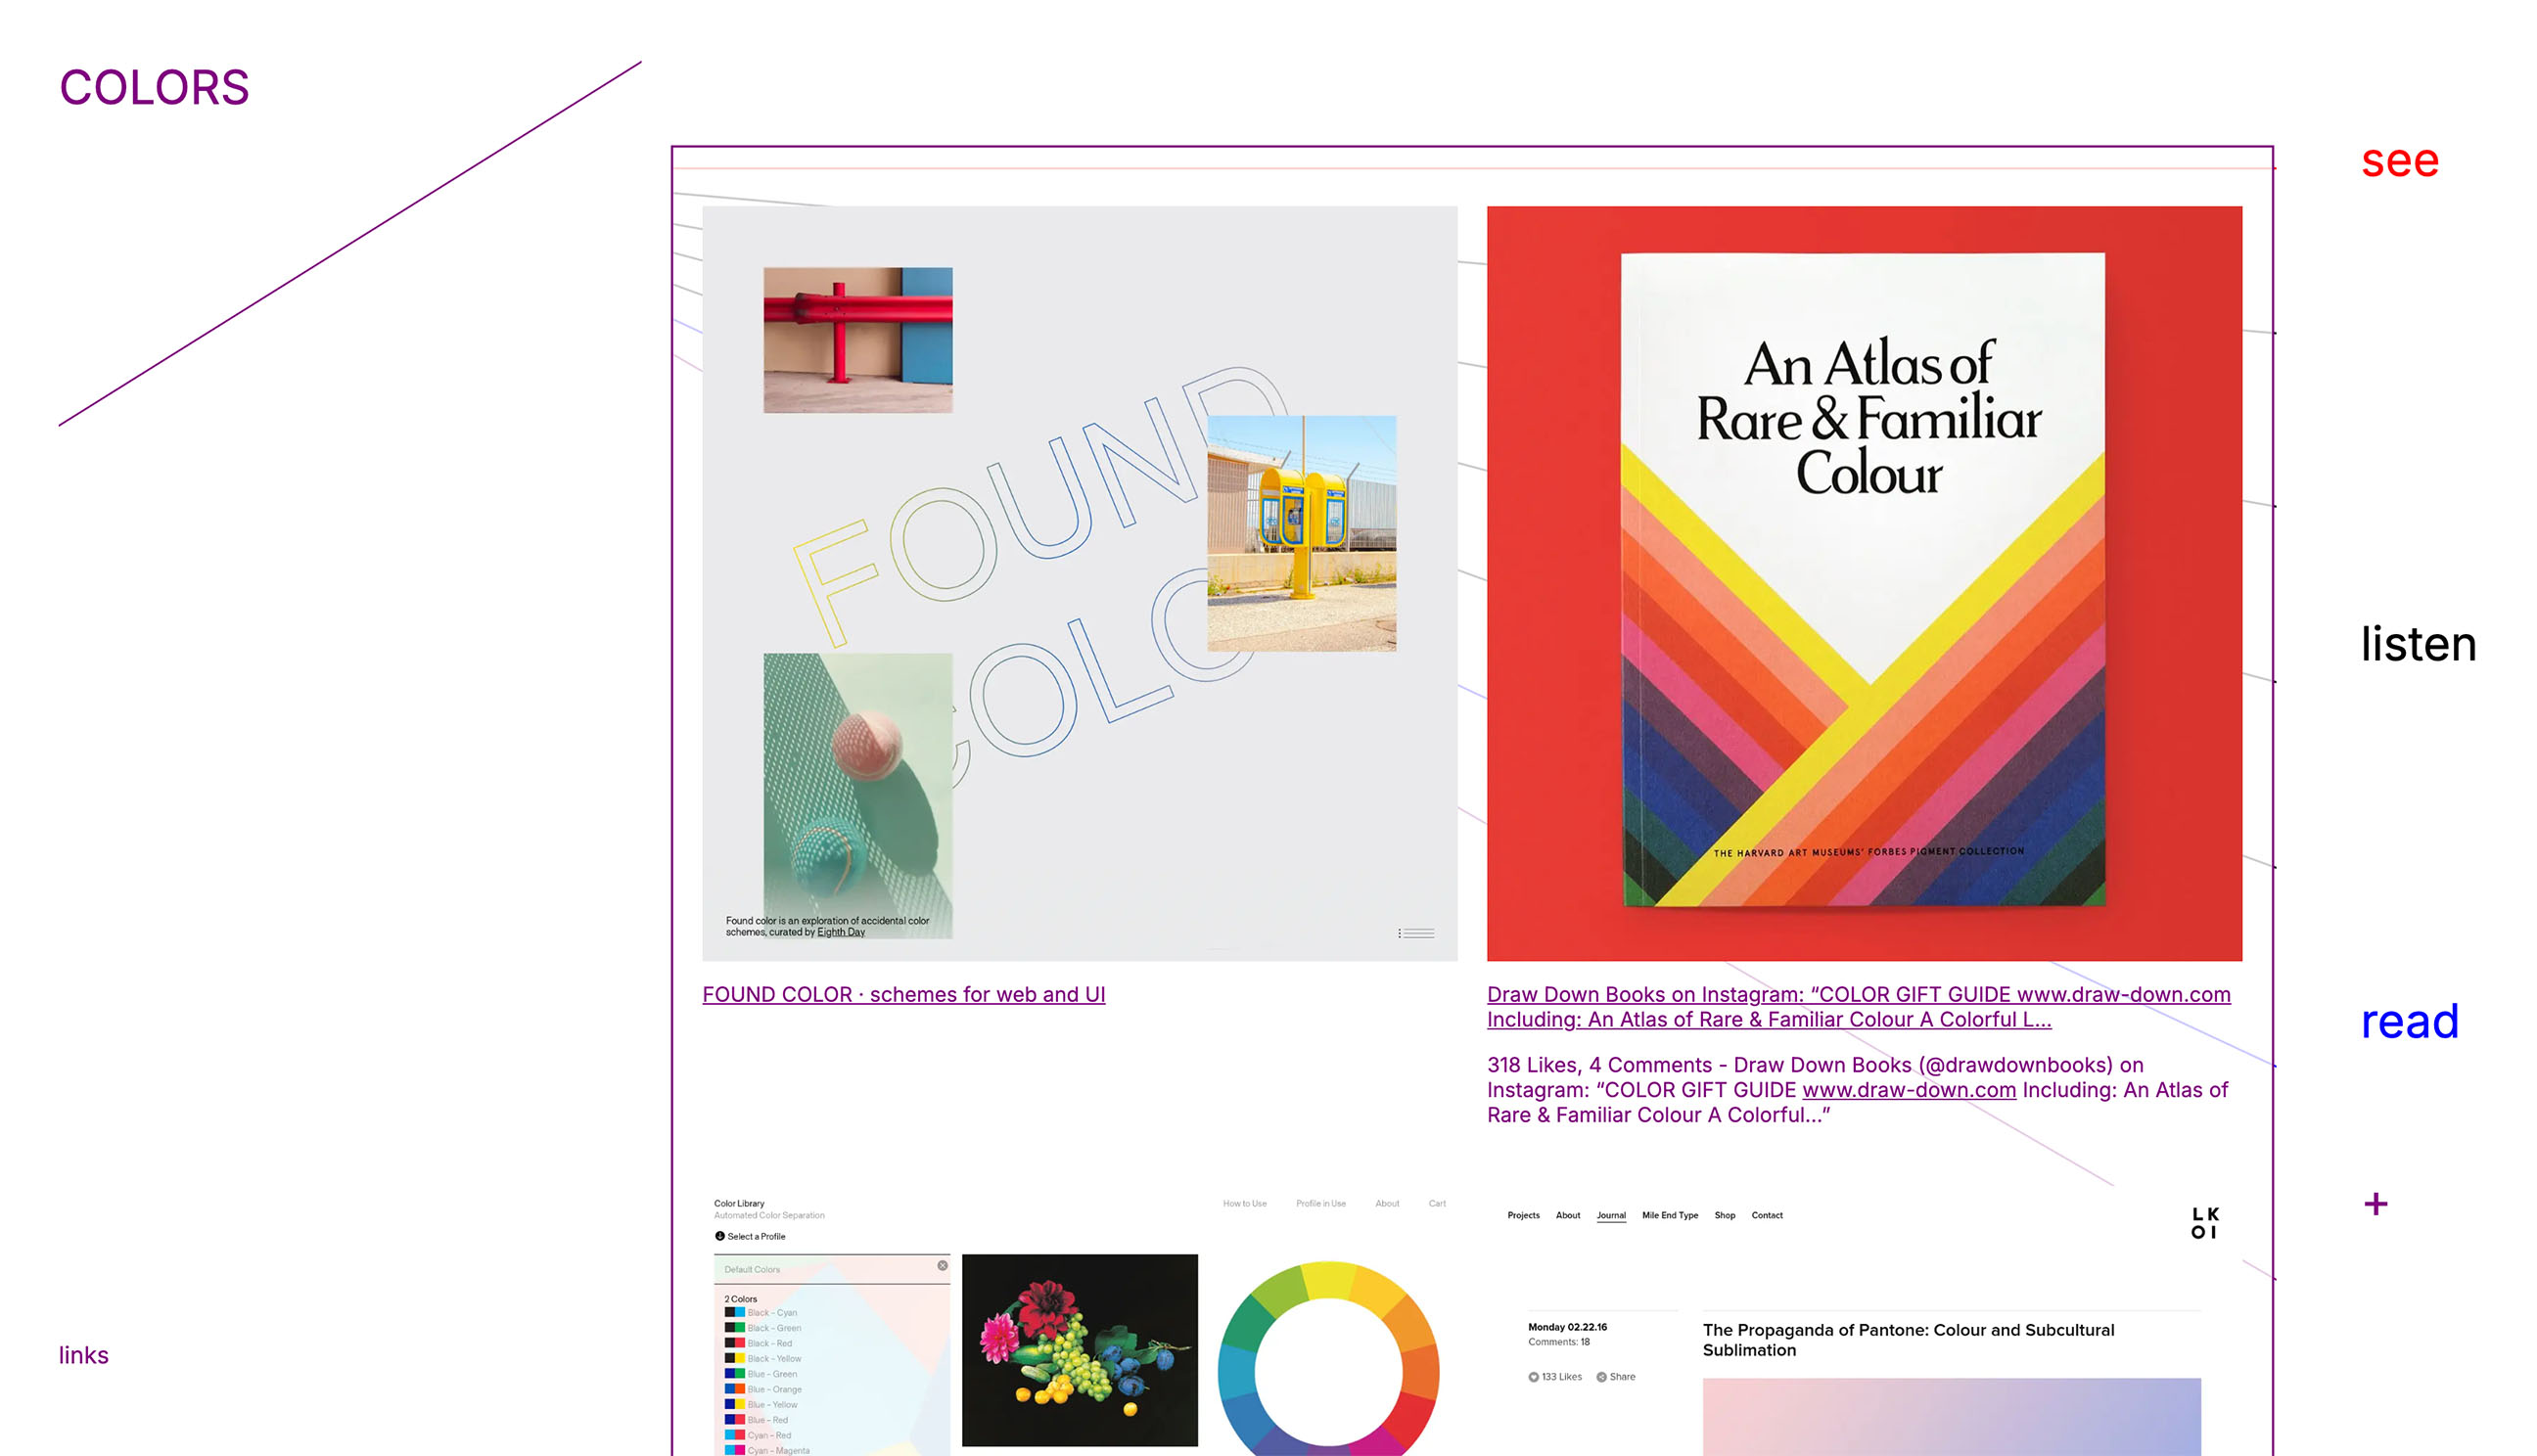 COLORS
see
listen
read
+
links
FOUND
COLO
Found color is an exploration of accidental color
schemes, curated by Eighth Day
An Atlas of
Rare & Familiar
Colour
THE HARVARD ART MUSEUMS' FORBES PIGMENT COLLECTION
FOUND COLOR · schemes for web and UI
Draw Down Books on Instagram: “COLOR GIFT GUIDE www.draw-down.com
Including: An Atlas of Rare & Familiar Colour A Colorful L...
318 Likes, 4 Comments - Draw Down Books (@drawdownbooks) on
Instagram: “COLOR GIFT GUIDE www.draw-down.com Including: An Atlas of
Rare & Familiar Colour A Colorful...”
Color Library
Automated Color Separation
How to Use Profile in Use About Cart
Select a Profile
Default Colors
2 Colors
Black – Cyan
Black – Green
Black – Red
Black – Yellow
Blue – Green
Blue – Orange
Blue – Yellow
Blue – Red
Cyan – Red
Cyan – Magenta
Projects About Journal Mile End Type Shop Contact
LK
OI
Monday 02.22.16
Comments: 18
133 Likes Share
The Propaganda of Pantone: Colour and Subcultural
Sublimation